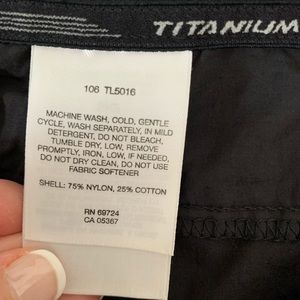 TITANIUM
106 TL5016
MACHINE WASH, COLD, GENTLE
CYCLE, WASH SEPARATELY, IN MILD
DETERGENT, DO NOT BLEACH,
TUMBLE DRY, LOW, REMOVE
PROMPTLY, IRON, LOW, IF NEEDED,
DO NOT DRY CLEAN, DO NOT USE
FABRIC SOFTENER
SHELL: 75% NYLON, 25% COTTON
RN 69724
CA 05367